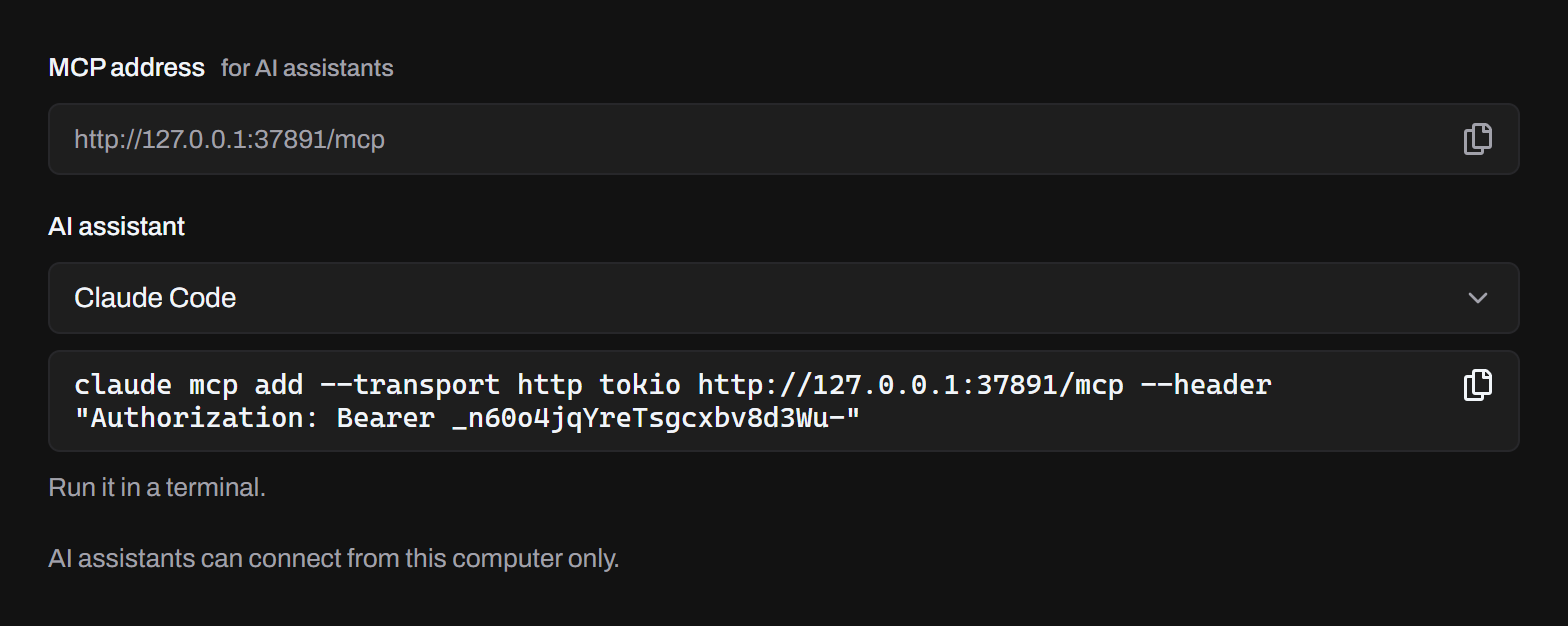 MCP address for AI assistants
http://127.0.0.1:37891/mcp
AI assistant
Claude Code
claude mcp add --transport http tokio http://127.0.0.1:37891/mcp --header
"Authorization: Bearer _n60o4jqYreTsgcxbv8d3Wu-"
Run it in a terminal.
AI assistants can connect from this computer only.